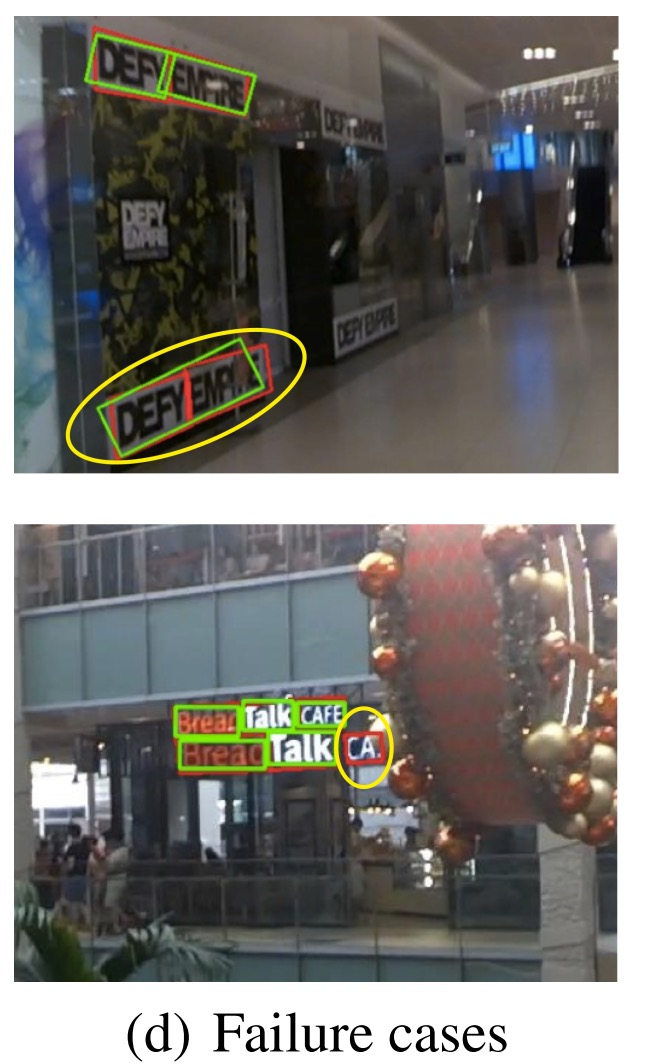 DEFY EMPIRE
DEFY EMPIRE
DEFY
EMPIRE
DEFY EMPIRE
DEFY EMPIRE
Bread Talk CAFE
Bread Talk CA
(d) Failure cases